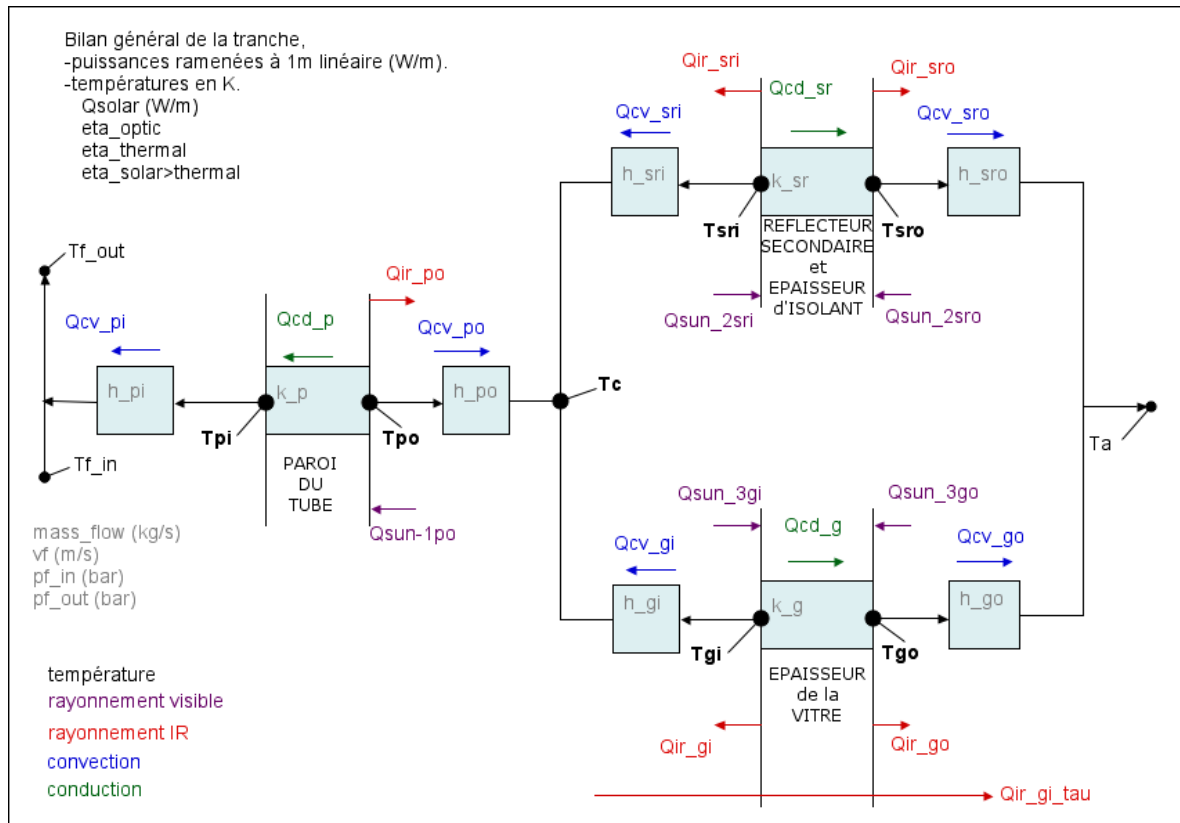 Bilan général de la tranche,
-puissances ramenées à 1m linéaire (W/m).
-températures en K.
Qsolar (W/m)
eta_optic
eta_thermal
eta_solar>thermal
Qir_sri
Qir_sro
Qcd_sr
Qcv_sri
Qcv_sro
h_sri
k_sr
h_sro
Tsri
Tsro
REFLECTEUR
SECONDAIRE
et
EPAISSEUR
d'ISOLANT
Qsun_2sri
Qsun_2sro
Tf_out
Qir_po
Qcv_pi
Qcd_p
Qcv_po
h_pi
k_p
h_po
Tc
Tpi
Tpo
Ta
Tf_in
PAROI
DU
TUBE
Qsun-1po
mass_flow (kg/s)
vf (m/s)
pf_in (bar)
pf_out (bar)
Qsun_3gi
Qsun_3go
Qcd_g
Qcv_gi
Qcv_go
h_gi
k_g
h_go
Tgi
Tgo
EPAISSEUR
de la
VITRE
Qir_gi
Qir_go
Qir_gi_tau
température
rayonnement visible
rayonnement IR
convection
conduction